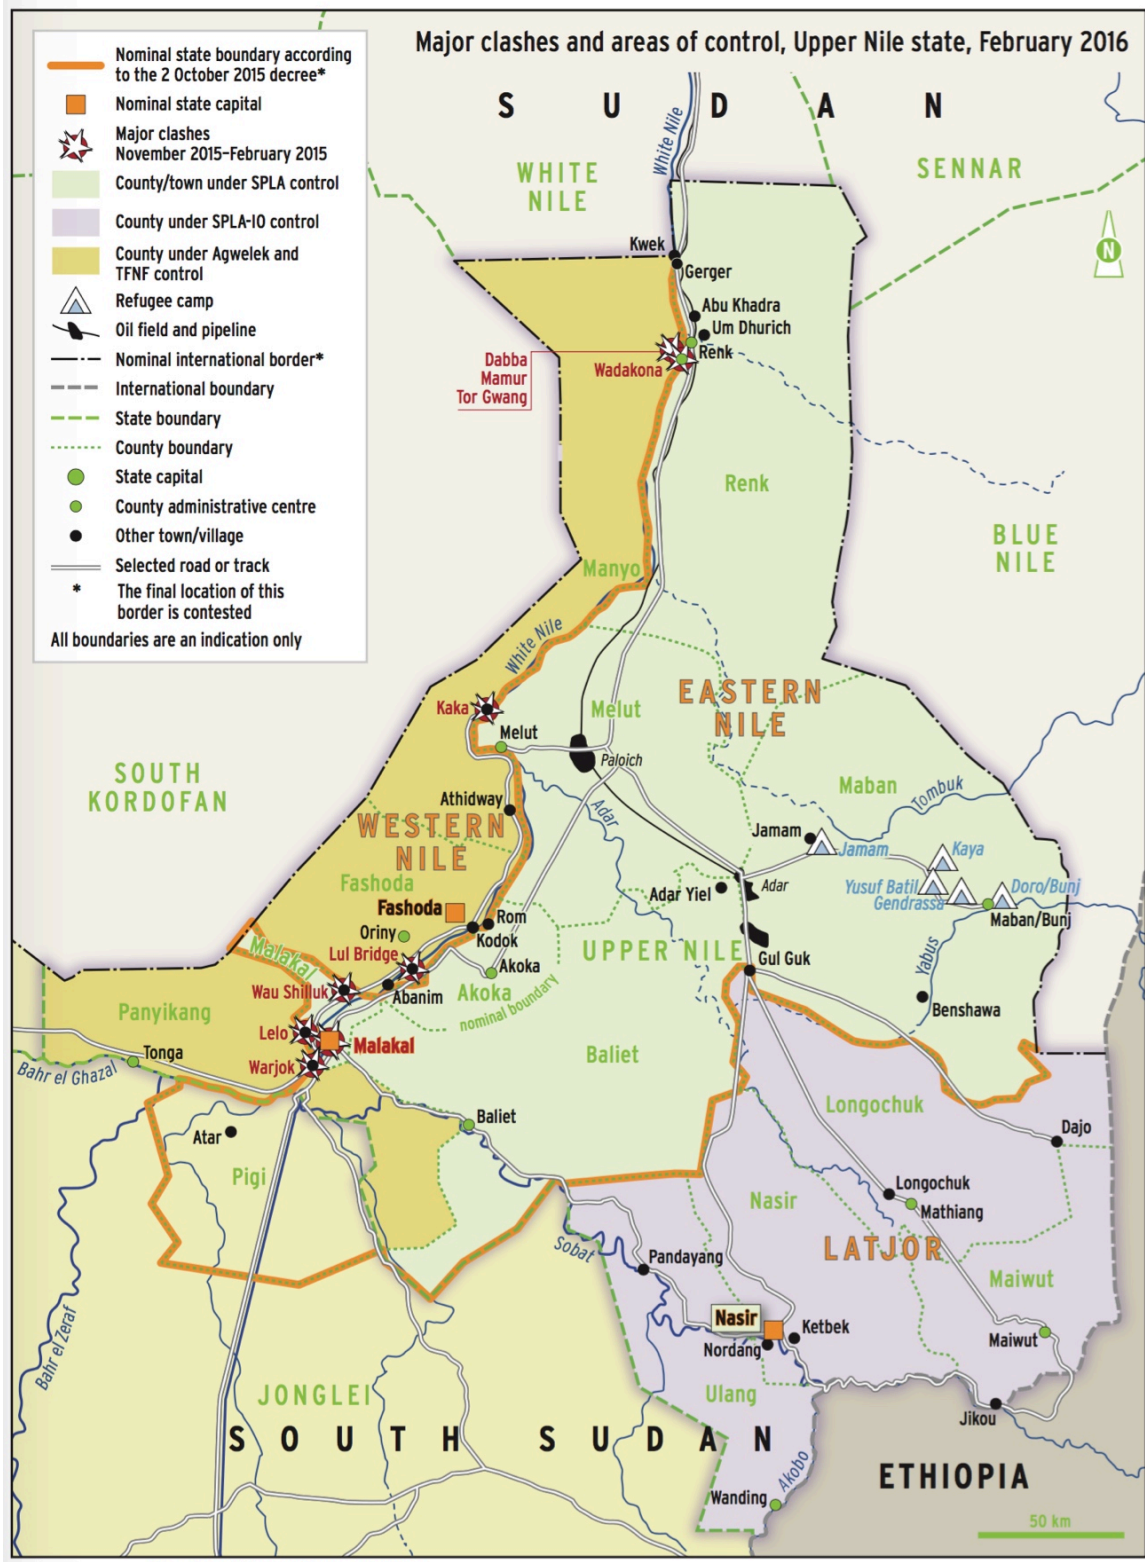 Major clashes and areas of control, Upper Nile state, February 2016
Nominal state boundary according
to the 2 October 2015 decree*
Nominal state capital
Major clashes
November 2015–February 2015
County/town under SPLA control
County under SPLA-IO control
County under Agwelek and
TFNF control
Refugee camp
Oil field and pipeline
Nominal international border*
International boundary
State boundary
County boundary
State capital
County administrative centre
Other town/village
Selected road or track
* The final location of this
border is contested
All boundaries are an indication only
S U D A N
White Nile
WHITE
NILE
SENNAR
N
Kwek
Gerger
Abu Khadra
Um Dhurich
Renk
Dabba
Mamur
Tor Gwang
Wadakona
Renk
BLUE
NILE
Manyo
White Nile
EASTERN
NILE
Kaka
Melut
Melut
Paloich
SOUTH
KORDOFAN
Maban
Tombuk
Athidway
Adar
WESTERN
NILE
Jamam
Jamam
Kaya
Fashoda
Adar Yiel
Adar
Yusuf Batil
Gendrassa
Doro/Bunj
Maban/Bunj
Fashoda
Rom
Oriny
Kodok
UPPER NILE
Yabus
Malakal
Lul Bridge
Akoka
Gul Guk
Wau Shilluk
Abanim
Akoka
nominal boundary
Benshawa
Panyikang
Lelo
Malakal
Baliet
Tonga
Warjok
Bahr el Ghazal
Longochuk
Baliet
Dajo
Atar
Pigi
Longochuk
Mathiang
Nasir
LATJOR
Sobat
Pandayang
Maiwut
Bahr el Zeraf
Nasir
Ketbek
Nordang
Maiwut
Ulang
JONGLEI
Jikou
S O U T H S U D A N
Akobo
ETHIOPIA
Wanding
50 km